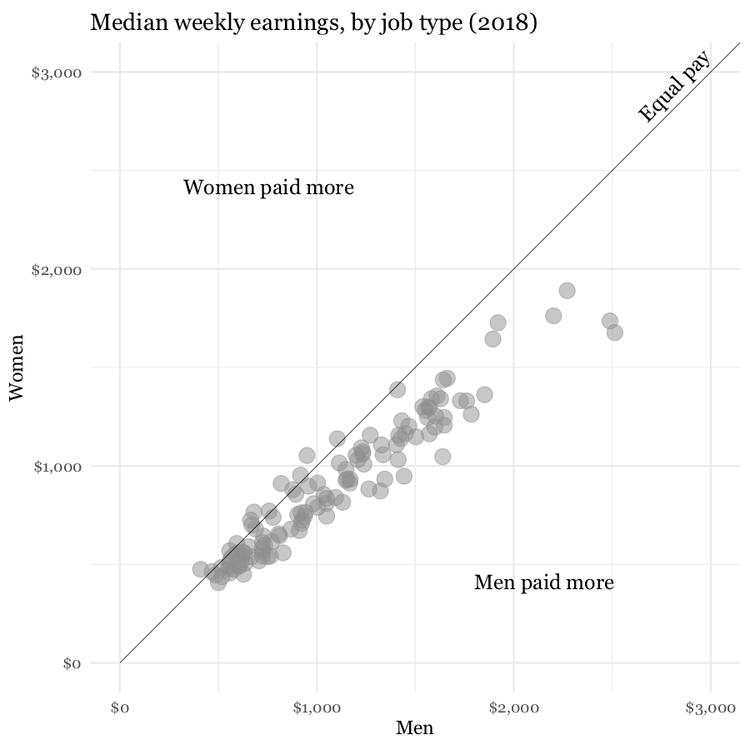 Median weekly earnings, by job type (2018)
$3,000
Equal pay
Women paid more
$2,000
Women
$1,000
Men paid more
$0
$0
$1,000
$2,000
$3,000
Men